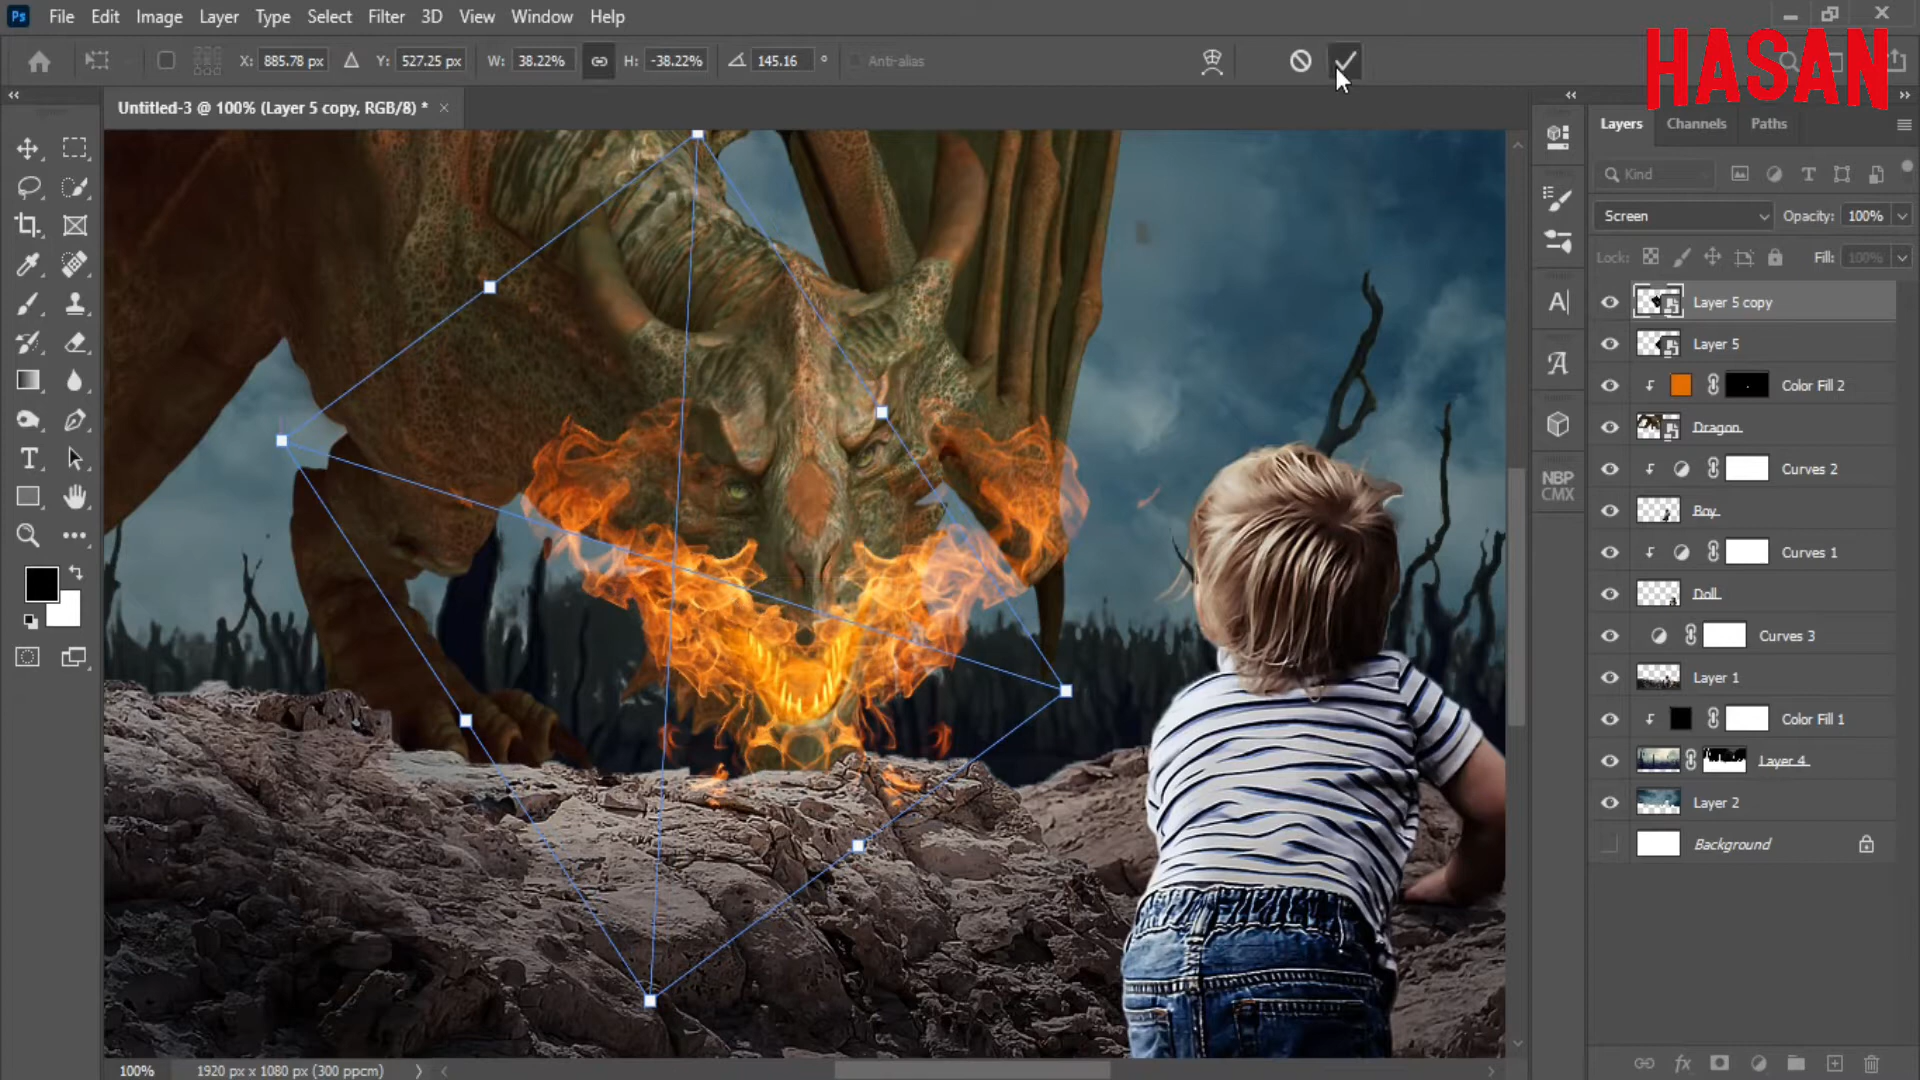 Ps File Edit Image Layer Type Select Filter 3D View Window Help
X: 885.78 px Y: 527.25 px W: 38.22% H: -38.22% 145.16 ° Anti-alias
HASAN
Untitled-3 @ 100% (Layer 5 copy, RGB/8) * ×
Layers Channels Paths
Kind
Screen Opacity: 100%
Lock: Fill: 100%
Layer 5 copy
Layer 5
Color Fill 2
Dragon
Curves 2
NBP
CMX
Boy
Curves 1
Doll
Curves 3
Layer 1
Color Fill 1
Layer 4
Layer 2
Background
fx
100% 1920 px x 1080 px (300 ppcm)